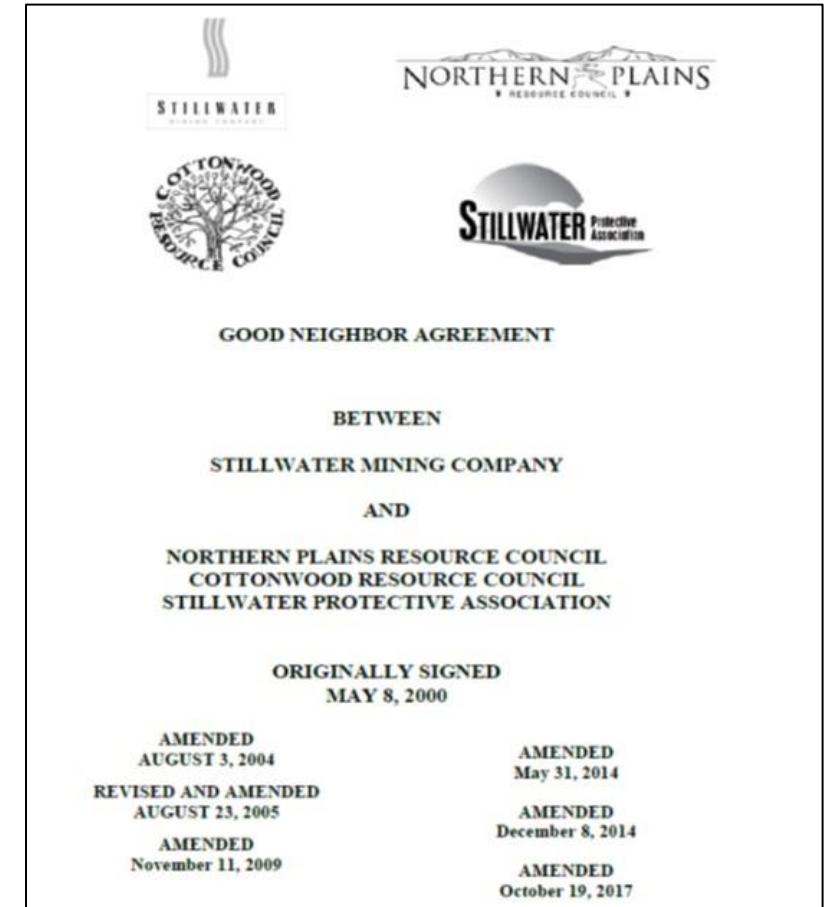 STILLWATER
MINING COMPANY
NORTHERN PLAINS
RESOURCE COUNCIL
COTTONWOOD
RESOURCE COUNCIL
STILLWATER Protective
Association
GOOD NEIGHBOR AGREEMENT
BETWEEN
STILLWATER MINING COMPANY
AND
NORTHERN PLAINS RESOURCE COUNCIL
COTTONWOOD RESOURCE COUNCIL
STILLWATER PROTECTIVE ASSOCIATION
ORIGINALLY SIGNED
MAY 8, 2000
AMENDED
AUGUST 3, 2004
REVISED AND AMENDED
AUGUST 23, 2005
AMENDED
November 11, 2009
AMENDED
May 31, 2014
AMENDED
December 8, 2014
AMENDED
October 19, 2017